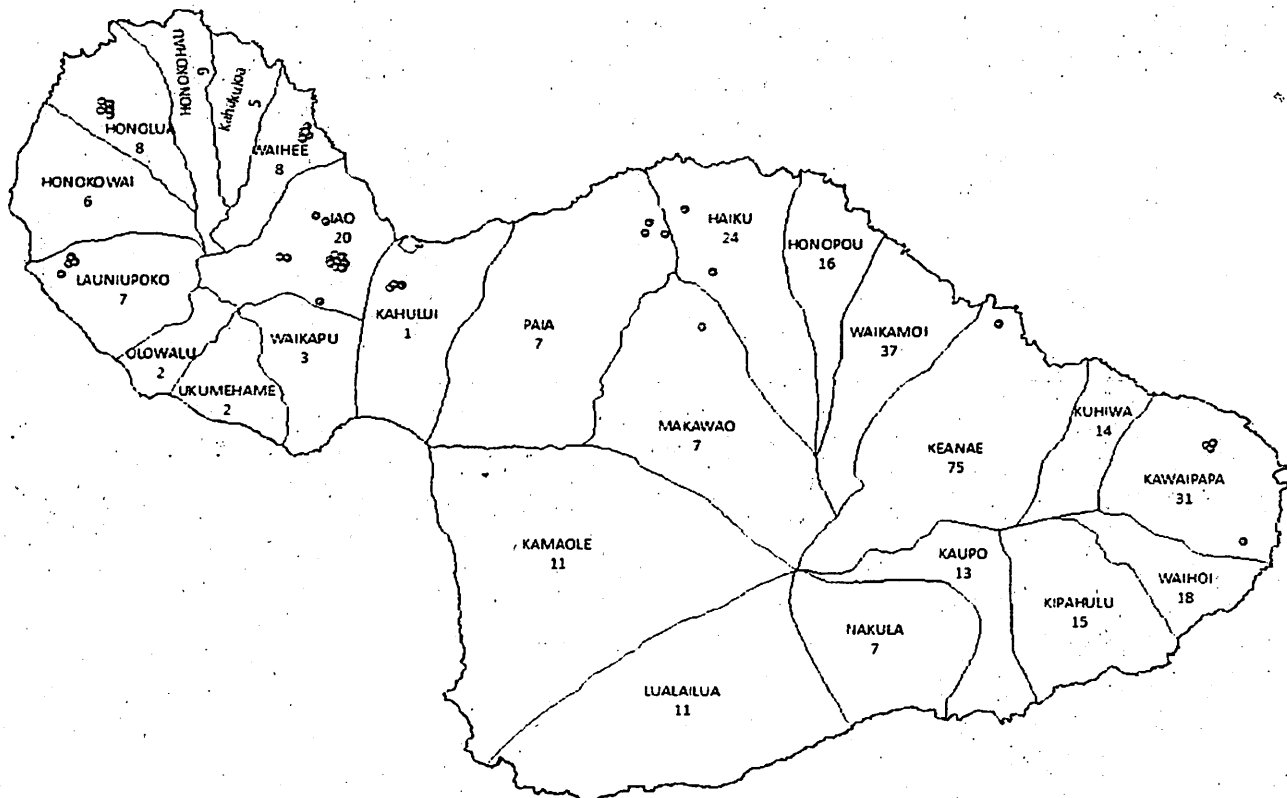 HONOKOHAU
9
Kahakuloa
5
HONOLUA
8
WAIHEE
8
HONOKOWAI
6
IAO
20
LAUNIUPOKO
7
KAHULUI
1
WAIKAPU
3
OLOWALU
2
UKUMEHAME
2
PAIA
7
HAIKU
24
HONOPOU
16
WAIKAMOI
37
MAKAWAO
7
KEANAE
75
KUHIWA
14
KAWAIPAPA
31
KAMAOLE
11
KAUPO
13
WAIHOI
18
KIPAHULU
15
NAKULA
7
LUALAILUA
11